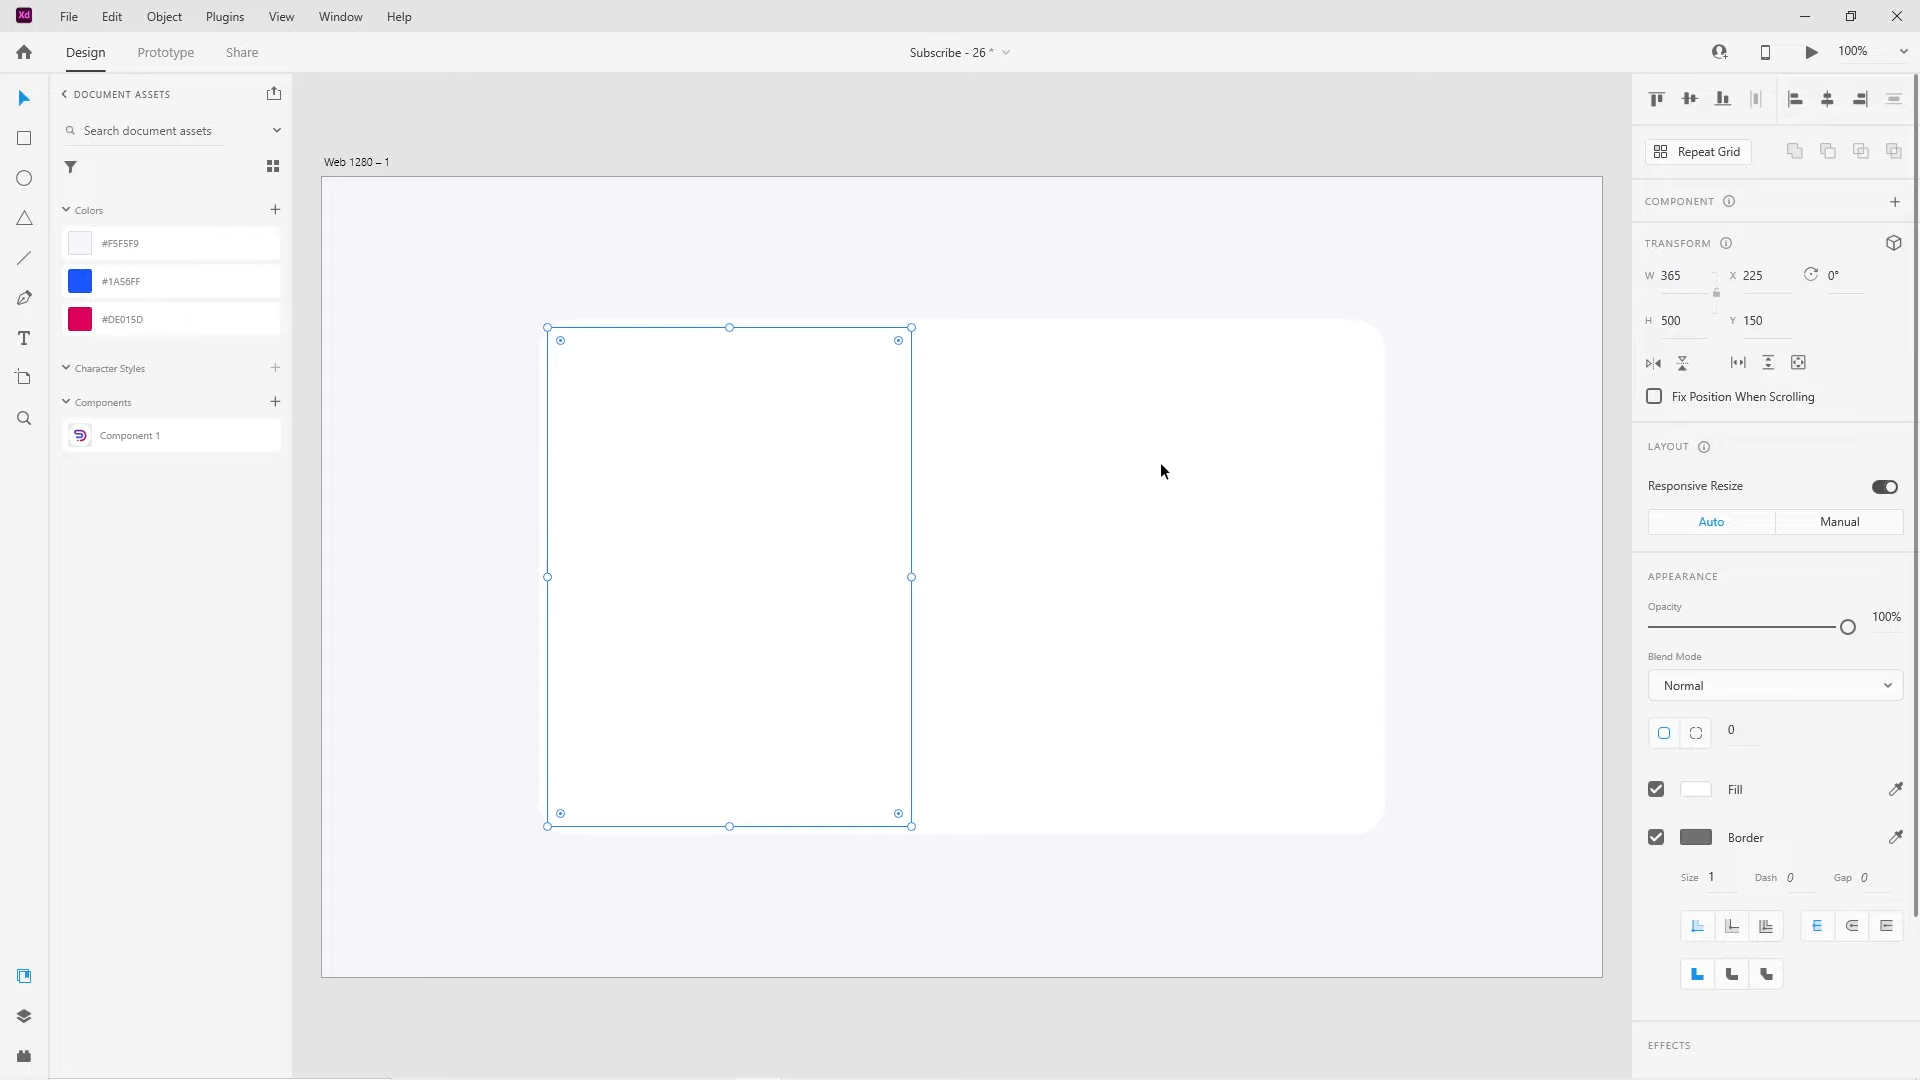 Xd File Edit Object Plugins View Window Help
Design Prototype Share Subscribe - 26 * 100%
DOCUMENT ASSETS
Search document assets
Colors
#F5F5F9
#1A56FF
#DE015D
Character Styles
Components
Component 1
Web 1280 – 1
Repeat Grid
COMPONENT
TRANSFORM
W 365 X 225 0°
H 500 Y 150
Fix Position When Scrolling
LAYOUT
Responsive Resize
Auto Manual
APPEARANCE
Opacity
100%
Blend Mode
Normal
0
Fill
Border
Size 1 Dash 0 Gap 0
EFFECTS